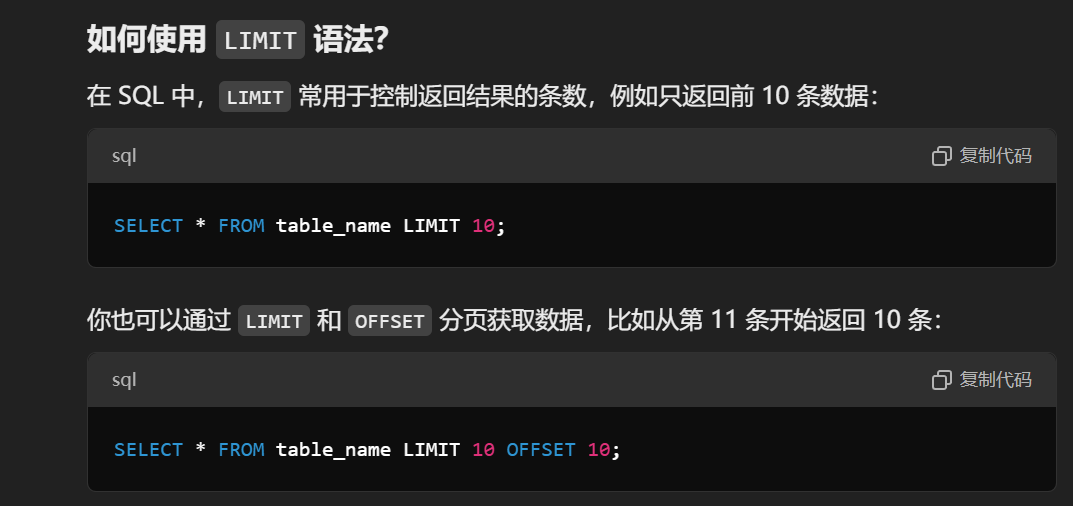 如何使用 LIMIT 语法？
在 SQL 中，LIMIT 常用于控制返回结果的条数，例如只返回前 10 条数据：
sql 复制代码
SELECT * FROM table_name LIMIT 10;
你也可以通过 LIMIT 和 OFFSET 分页获取数据，比如从第 11 条开始返回 10 条：
sql 复制代码
SELECT * FROM table_name LIMIT 10 OFFSET 10;